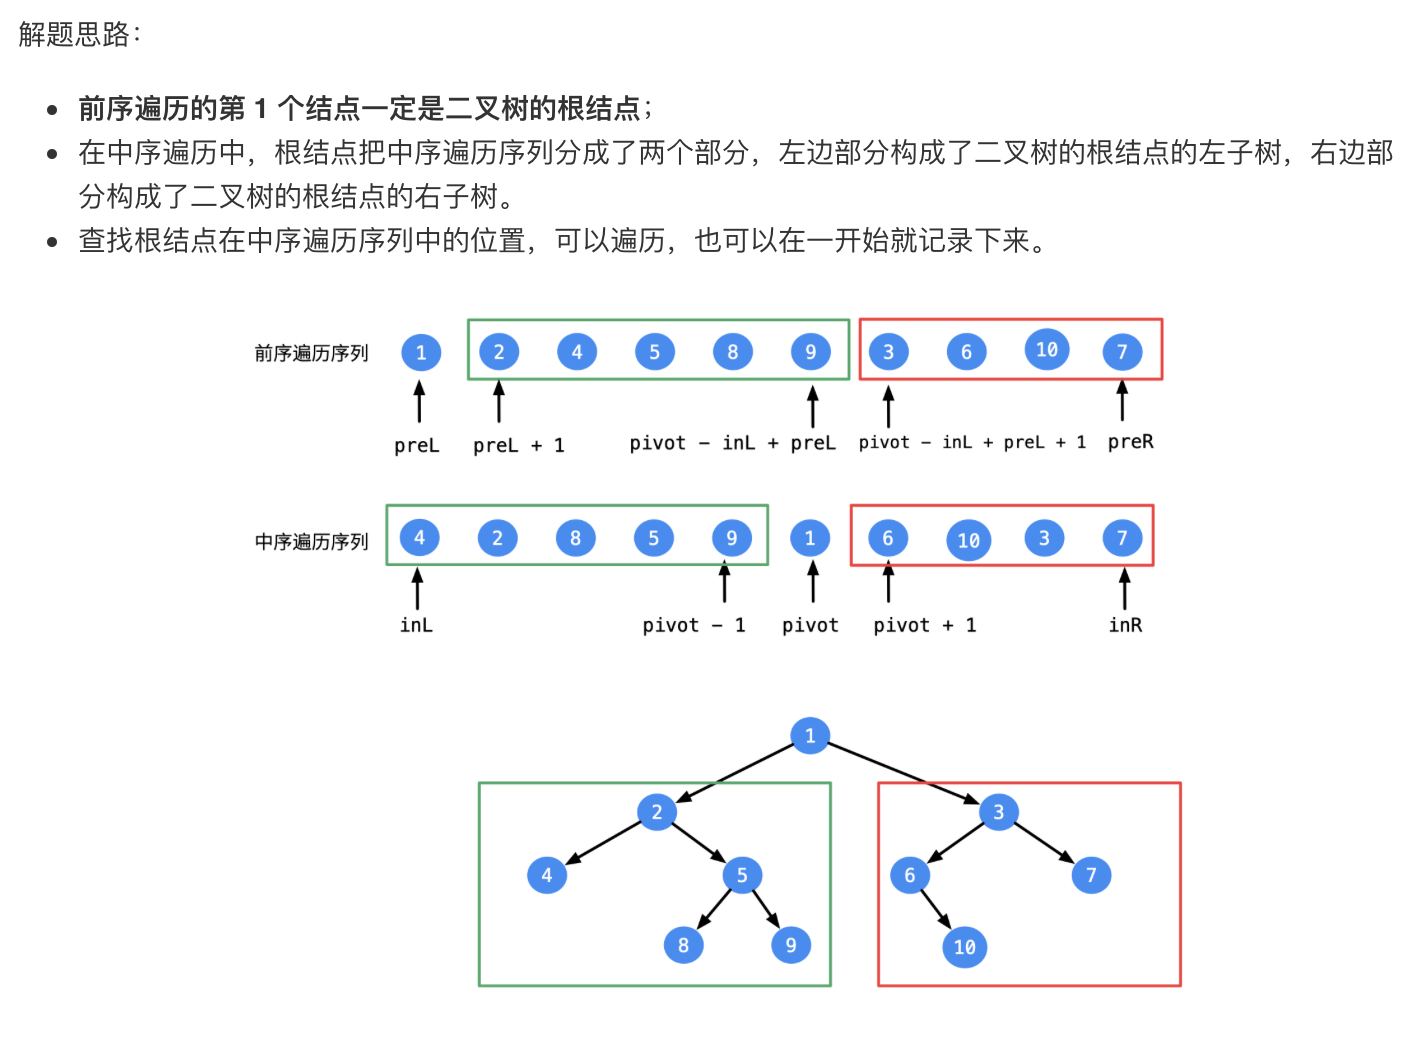 解题思路：
前序遍历的第 1 个结点一定是二叉树的根结点；
在中序遍历中，根结点把中序遍历序列分成了两个部分，左边部分构成了二叉树的根结点的左子树，右边部
分构成了二叉树的根结点的右子树。
查找根结点在中序遍历序列中的位置，可以遍历，也可以在一开始就记录下来。
前序遍历序列 1 2 4 5 8 9 3 6 10 7
preL preL + 1 pivot - inL + preL pivot - inL + preL + 1 preR
中序遍历序列 4 2 8 5 9 1 6 10 3 7
inL pivot - 1 pivot pivot + 1 inR
1
2 3
4 5 6 7
8 9 10